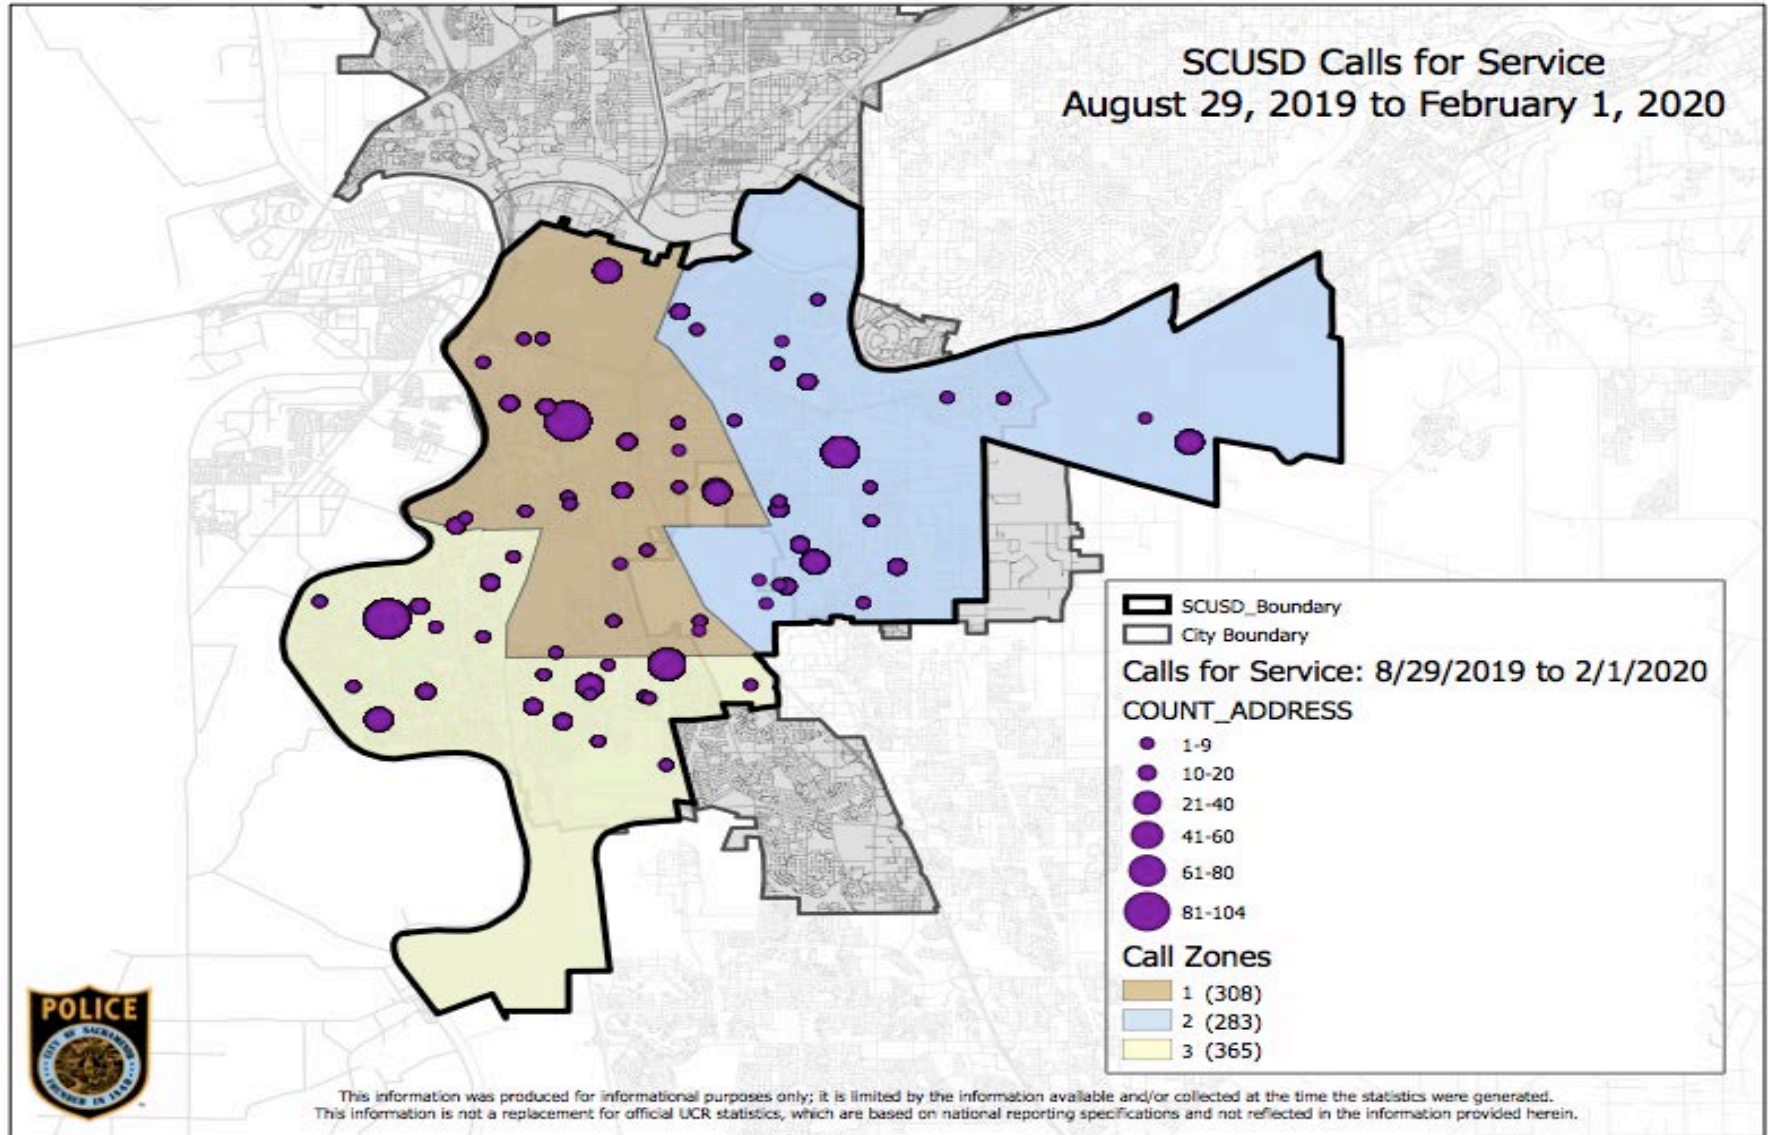 SCUSD Calls for Service
August 29, 2019 to February 1, 2020
SCUSD_Boundary
City Boundary
Calls for Service: 8/29/2019 to 2/1/2020
COUNT_ADDRESS
1-9
10-20
21-40
41-60
61-80
81-104
Call Zones
1 (308)
2 (283)
3 (365)
POLICE
CITY OF SACRAMENTO
This information was produced for informational purposes only; it is limited by the information available and/or collected at the time the statistics were generated.
This information is not a replacement for official UCR statistics, which are based on national reporting specifications and not reflected in the information provided herein.